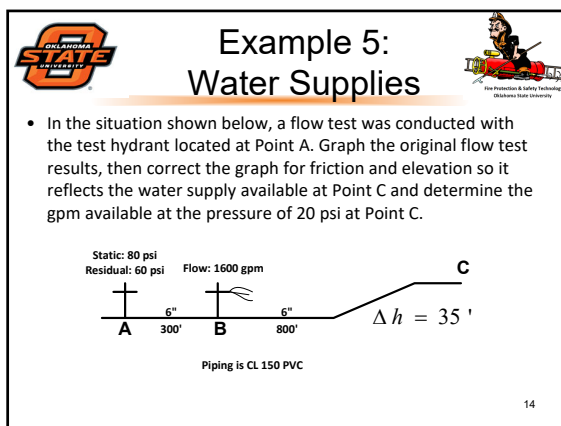 OKLAHOMA
STATE
UNIVERSITY
Example 5:
Water Supplies
Fire Protection & Safety Technology
Oklahoma State University
• In the situation shown below, a flow test was conducted with
the test hydrant located at Point A. Graph the original flow test
results, then correct the graph for friction and elevation so it
reflects the water supply available at Point C and determine the
gpm available at the pressure of 20 psi at Point C.
Static: 80 psi
Residual: 60 psi Flow: 1600 gpm
C
6" 6"
A 300' B 800'
Δh = 35 '
Piping is CL 150 PVC
14